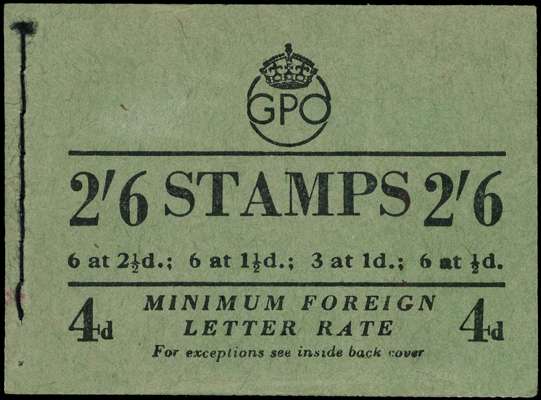 GPO
2'6 STAMPS 2'6
6 at 2½d.; 6 at 1½d.; 3 at 1d.; 6 at ½d.
4d MINIMUM FOREIGN 4d
LETTER RATE
For exceptions see inside back cover